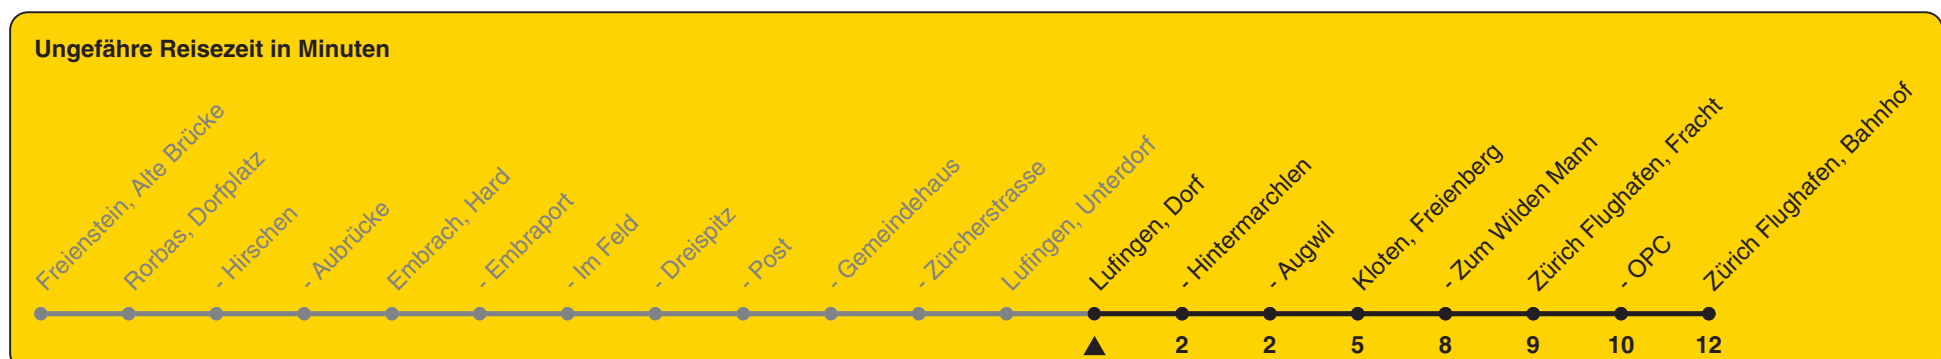 Ungefähre Reisezeit in Minuten
Freienstein, Alte Brücke
Rorbas, Dorfplatz
- Hirschen
- Aubrücke
Embrach, Hard
- Embraport
- Im Feld
- Dreispitz
- Post
- Gemeindehaus
- Zürcherstrasse
Lufingen, Unterdorf
Lufingen, Dorf
- Hintermarchlen
- Augwil
Kloten, Freienberg
- Zum Wilden Mann
Zürich Flughafen, Fracht
- OPC
Zürich Flughafen, Bahnhof
2 2 5 8 9 10 12